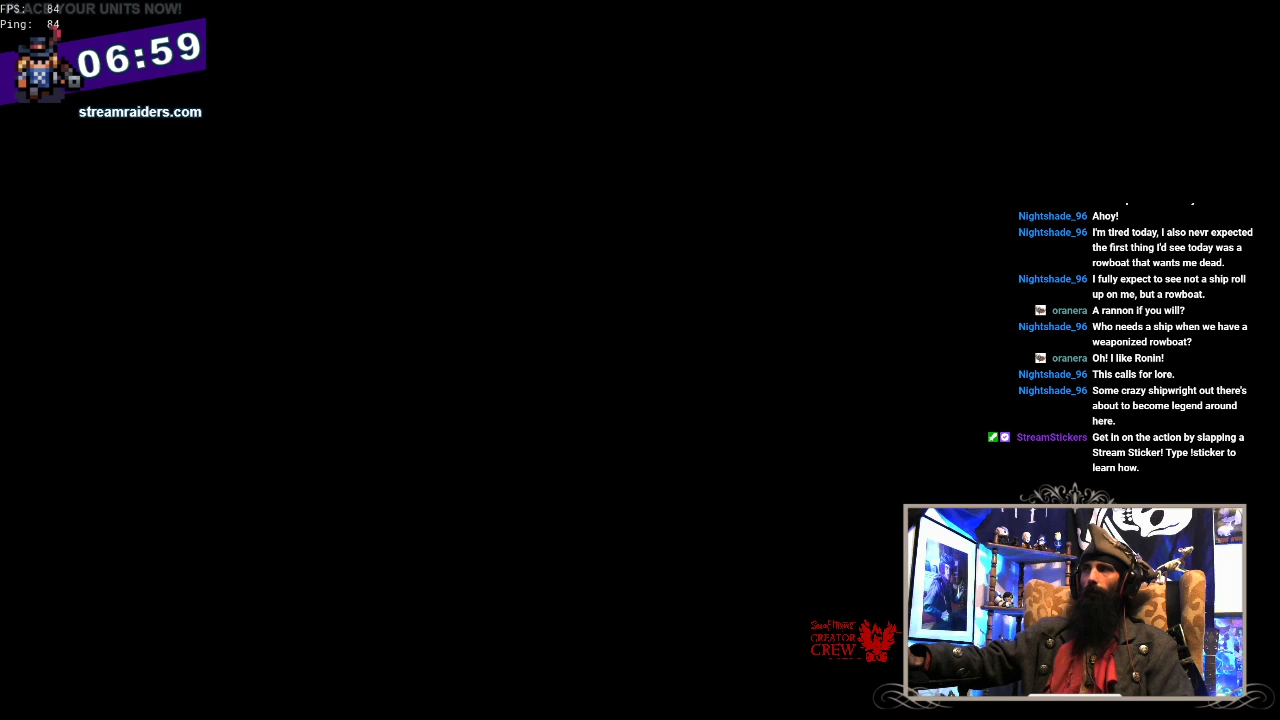 PLACE YOUR UNITS NOW!
FPS: 84
Ping: 84
06:59
streamraiders.com
Nightshade_96 Ahoy!
Nightshade_96 I'm tired today, I also nevr expected
the first thing I'd see today was a
rowboat that wants me dead.
Nightshade_96 I fully expect to see not a ship roll
up on me, but a rowboat.
oranera A rannon if you will?
Nightshade_96 Who needs a ship when we have a
weaponized rowboat?
oranera Oh! I like Ronin!
Nightshade_96 This calls for lore.
Nightshade_96 Some crazy shipwright out there's
about to become legend around
here.
StreamStickers Get in on the action by slapping a
Stream Sticker! Type !sticker to
learn how.
Sea of Thieves
CREATOR
CREW